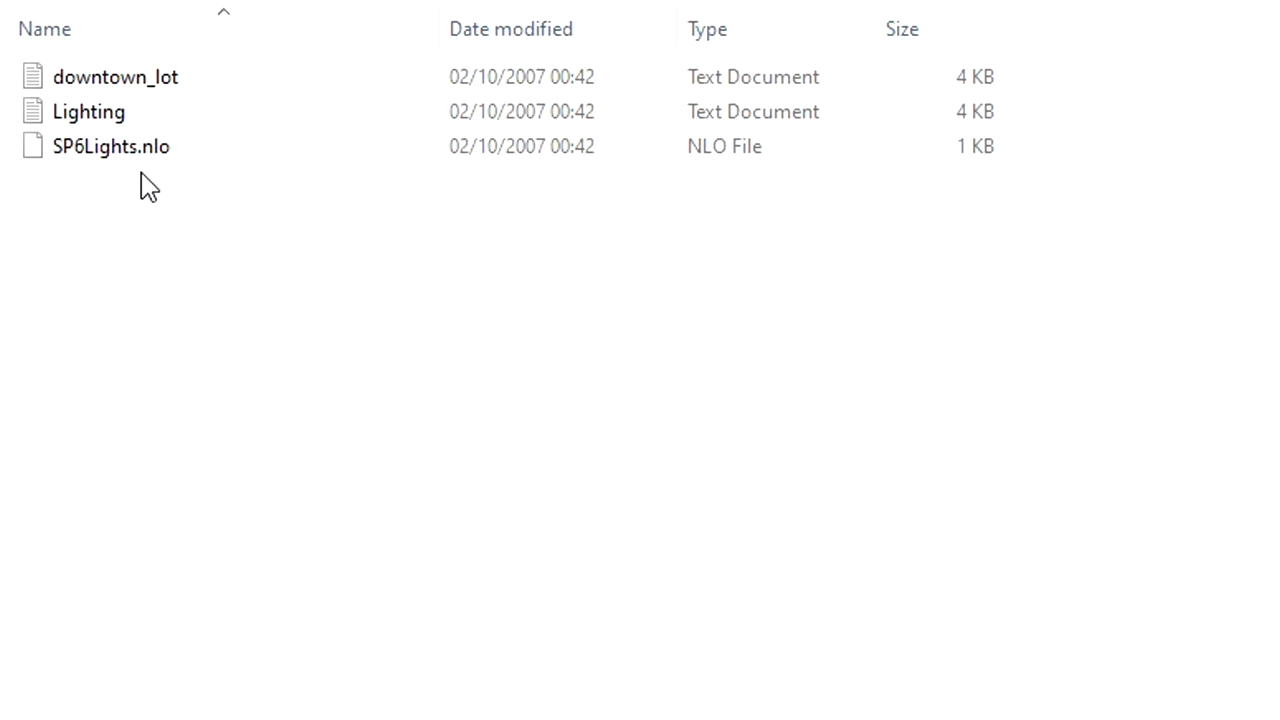 Name Date modified Type Size
downtown_lot 02/10/2007 00:42 Text Document 4 KB
Lighting 02/10/2007 00:42 Text Document 4 KB
SP6Lights.nlo 02/10/2007 00:42 NLO File 1 KB